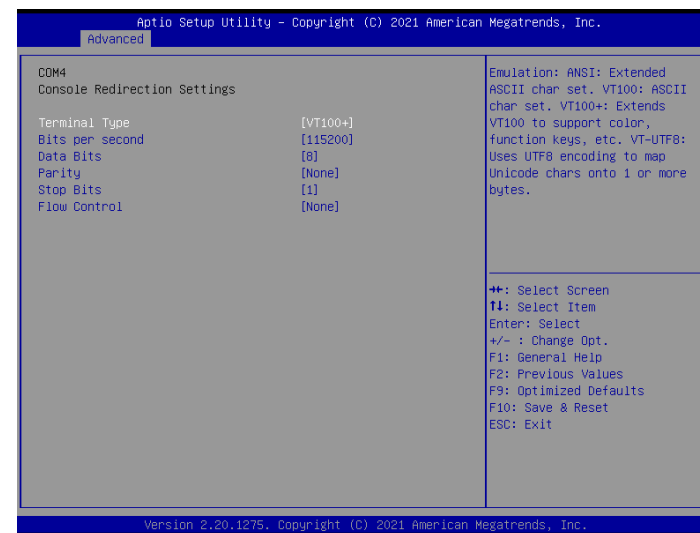 Aptio Setup Utility – Copyright (C) 2021 American Megatrends, Inc.
Advanced
COM4
Console Redirection Settings
Terminal Type [VT100+]
Bits per second [115200]
Data Bits [8]
Parity [None]
Stop Bits [1]
Flow Control [None]
Emulation: ANSI: Extended
ASCII char set. VT100: ASCII
char set. VT100+: Extends
VT100 to support color,
function keys, etc. VT-UTF8:
Uses UTF8 encoding to map
Unicode chars onto 1 or more
bytes.
→←: Select Screen
↑↓: Select Item
Enter: Select
+/- : Change Opt.
F1: General Help
F2: Previous Values
F9: Optimized Defaults
F10: Save & Reset
ESC: Exit
Version 2.20.1275. Copyright (C) 2021 American Megatrends, Inc.